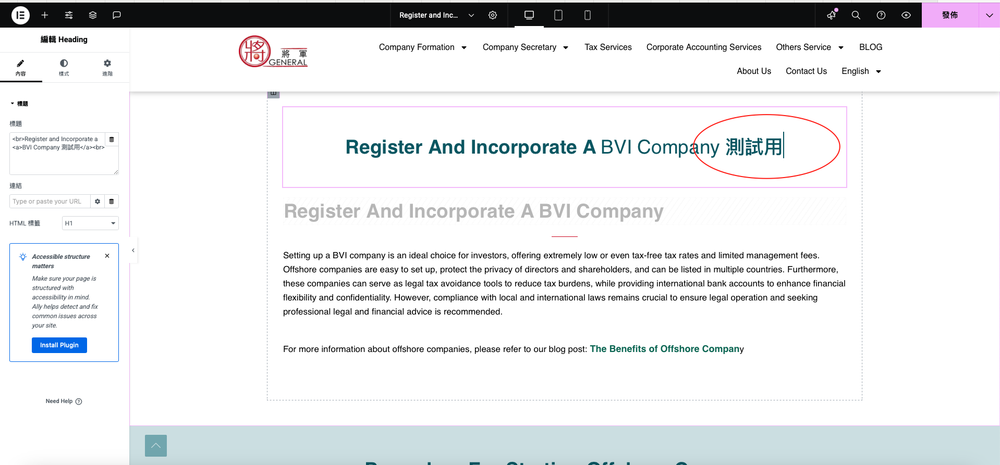 Register and Inc...
發佈
編輯 Heading
內容
樣式
進階
標題
標題
<br>Register and Incorporate a
<a>BVI Company 測試用</a><br>
連結
Type or paste your URL
HTML 標籤
H1
Accessible structure
matters
Make sure your page is
structured with
accessibility in mind.
Ally helps detect and fix
common issues across
your site.
Install Plugin
Need Help
將
將 軍
GENERAL
Company Formation
Company Secretary
Tax Services
Corporate Accounting Services
Others Service
BLOG
About Us
Contact Us
English
Register And Incorporate A BVI Company 測試用
Register And Incorporate A BVI Company
Setting up a BVI company is an ideal choice for investors, offering extremely low or even tax-free tax rates and limited management fees.
Offshore companies are easy to set up, protect the privacy of directors and shareholders, and can be listed in multiple countries. Furthermore,
these companies can serve as legal tax avoidance tools to reduce tax burdens, while providing international bank accounts to enhance financial
flexibility and confidentiality. However, compliance with local and international laws remains crucial to ensure legal operation and seeking
professional legal and financial advice is recommended.
For more information about offshore companies, please refer to our blog post: The Benefits of Offshore Company